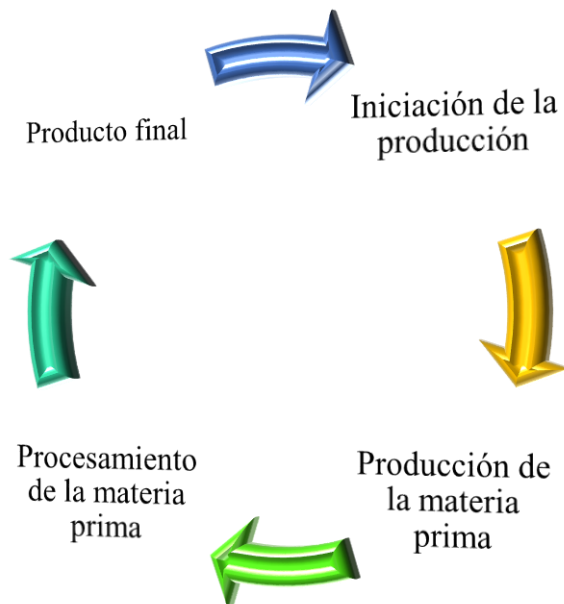 Producto final
Iniciación de la
producción
Producción de
la materia
prima
Procesamiento
de la materia
prima